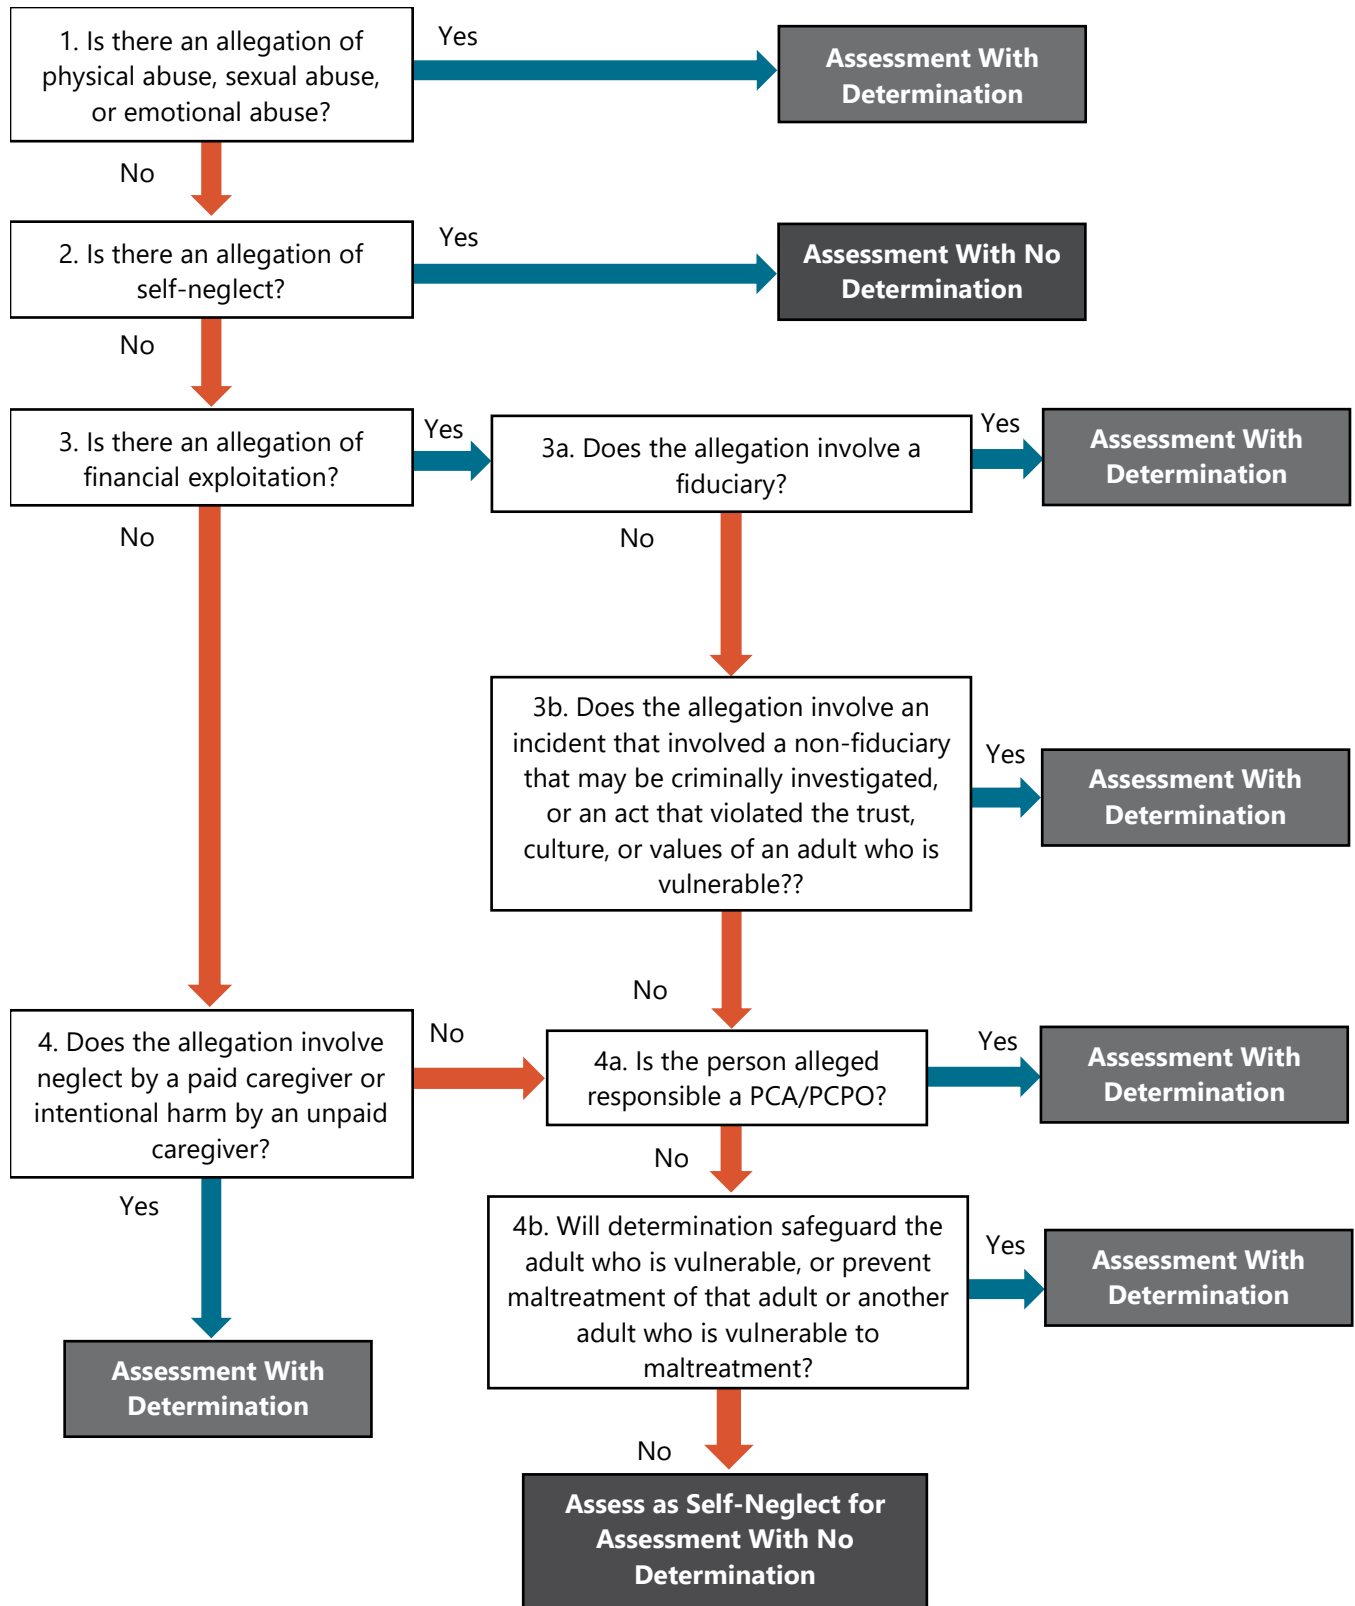 1. Is there an allegation of
physical abuse, sexual abuse,
or emotional abuse?
Yes
Assessment With
Determination
No
2. Is there an allegation of
self-neglect?
Yes
Assessment With No
Determination
No
3. Is there an allegation of
financial exploitation?
Yes
3a. Does the allegation involve a
fiduciary?
Yes
Assessment With
Determination
No
No
3b. Does the allegation involve an
incident that involved a non-fiduciary
that may be criminally investigated,
or an act that violated the trust,
culture, or values of an adult who is
vulnerable??
Yes
Assessment With
Determination
No
4. Does the allegation involve
neglect by a paid caregiver or
intentional harm by an unpaid
caregiver?
No
4a. Is the person alleged
responsible a PCA/PCPO?
Yes
Assessment With
Determination
No
Yes
Assessment With
Determination
4b. Will determination safeguard the
adult who is vulnerable, or prevent
maltreatment of that adult or another
adult who is vulnerable to
maltreatment?
Yes
Assessment With
Determination
No
Assess as Self-Neglect for
Assessment With No
Determination